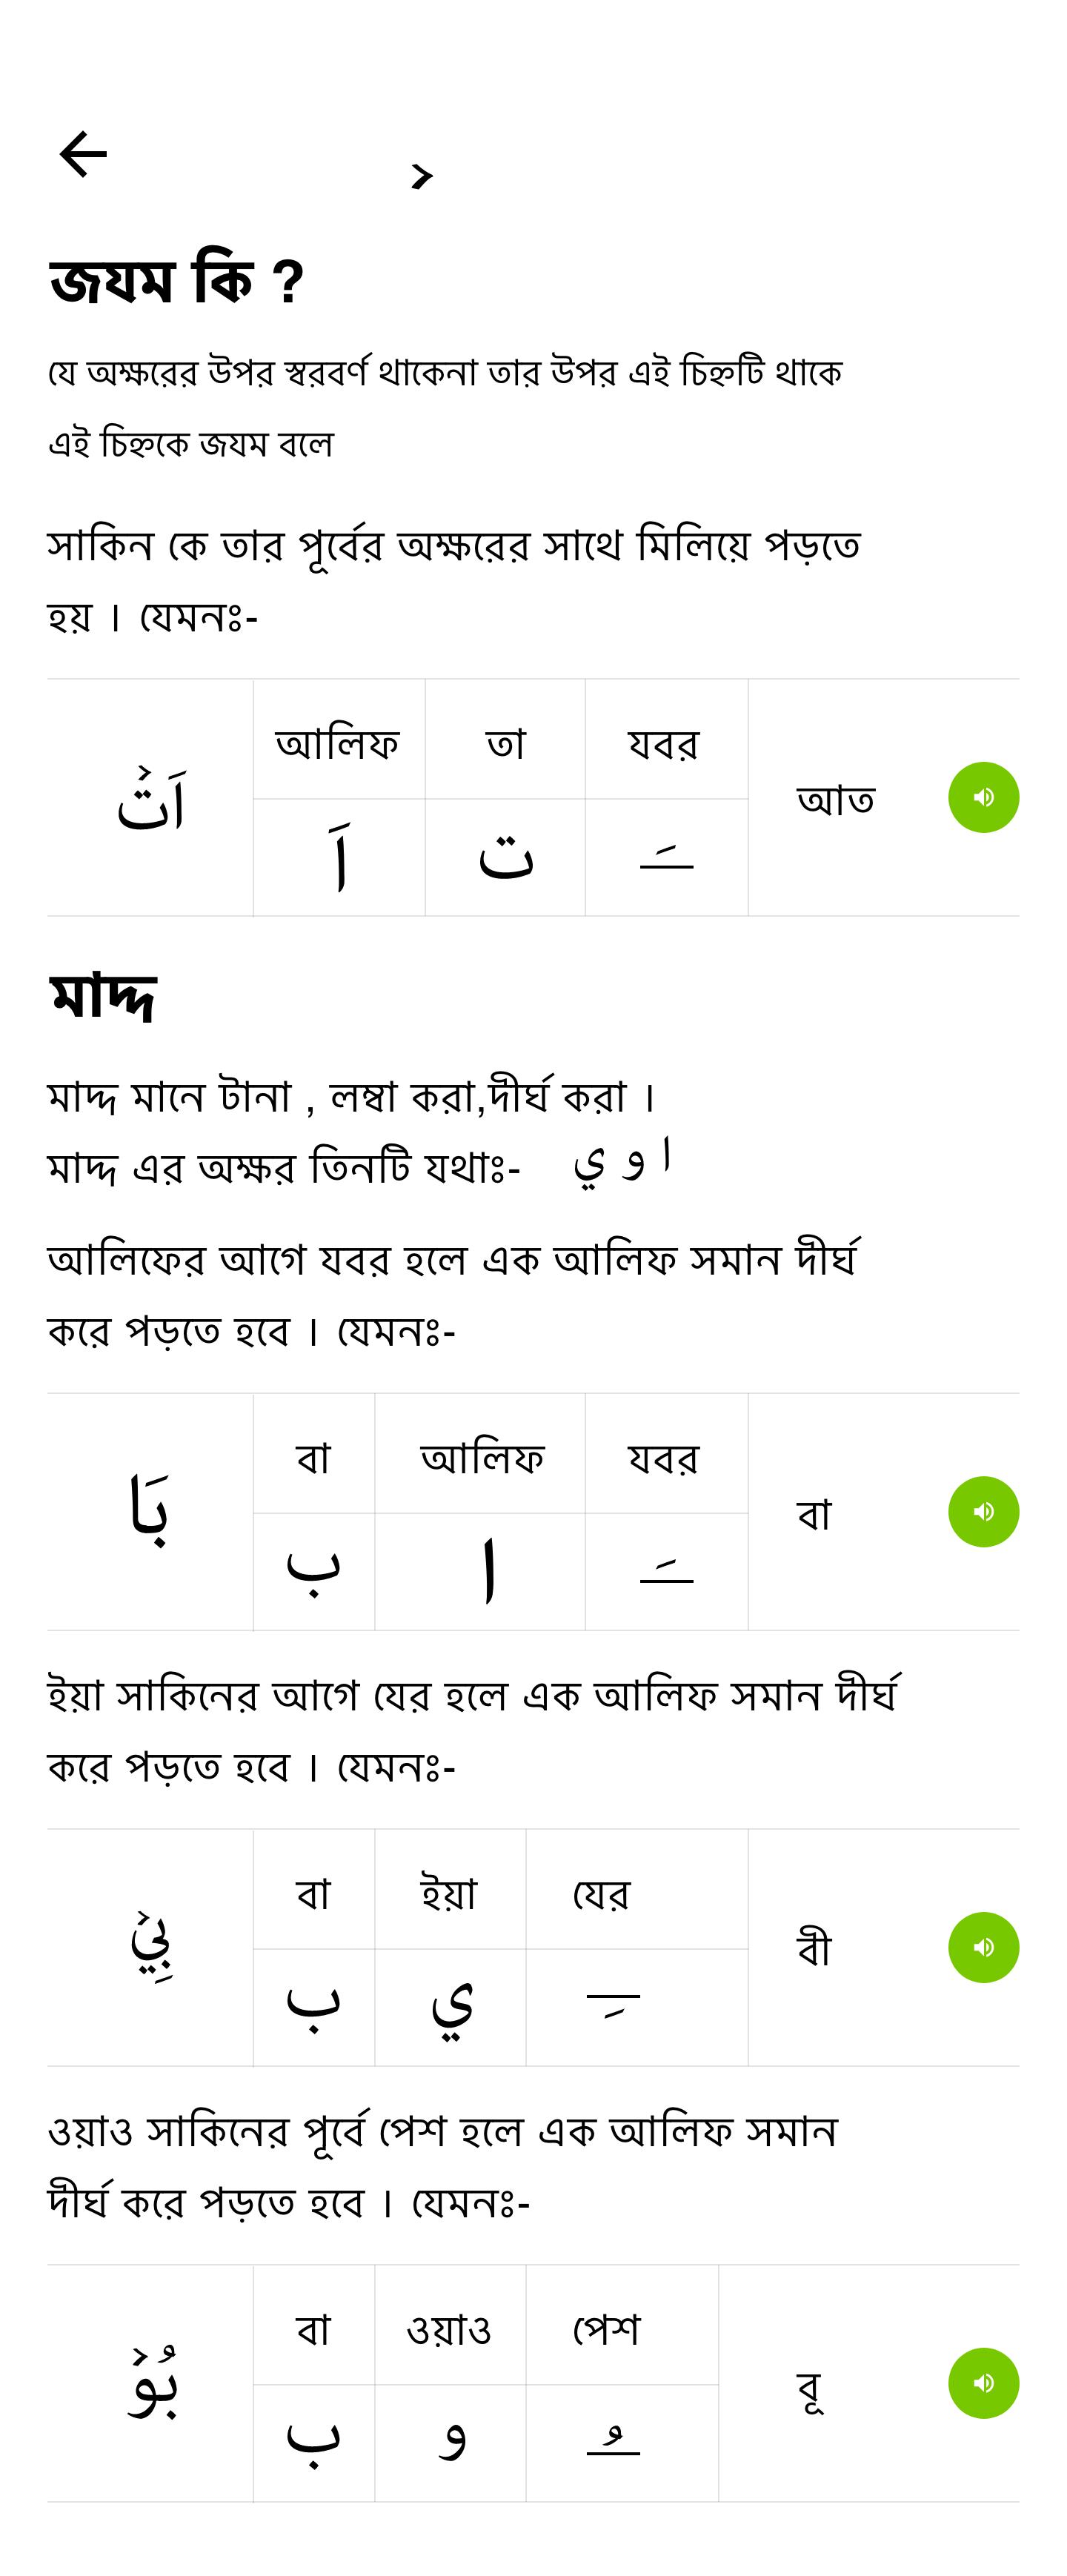 জযম কি ?
যে অক্ষরের উপর স্বরবর্ণ থাকেনা তার উপর এই চিহ্নটি থাকে
এই চিহ্নকে জযম বলে
সাকিন কে তার পূর্বের অক্ষরের সাথে মিলিয়ে পড়তে
হয় । যেমনঃ-
আলিফ তা যবর
اَتۡ আত
اَ ت ـَ
মাদ্দ
মাদ্দ মানে টানা , লম্বা করা,দীর্ঘ করা ।
মাদ্দ এর অক্ষর তিনটি যথাঃ- ا و ي
আলিফের আগে যবর হলে এক আলিফ সমান দীর্ঘ
করে পড়তে হবে । যেমনঃ-
বা আলিফ যবর
بَا বা
ب ا ـَ
ইয়া সাকিনের আগে যের হলে এক আলিফ সমান দীর্ঘ
করে পড়তে হবে । যেমনঃ-
বা ইয়া যের
بِيۡ বী
ب ي ـِ
ওয়াও সাকিনের পূর্বে পেশ হলে এক আলিফ সমান
দীর্ঘ করে পড়তে হবে । যেমনঃ-
বা ওয়াও পেশ
بُوۡ বূ
ب و ـُ